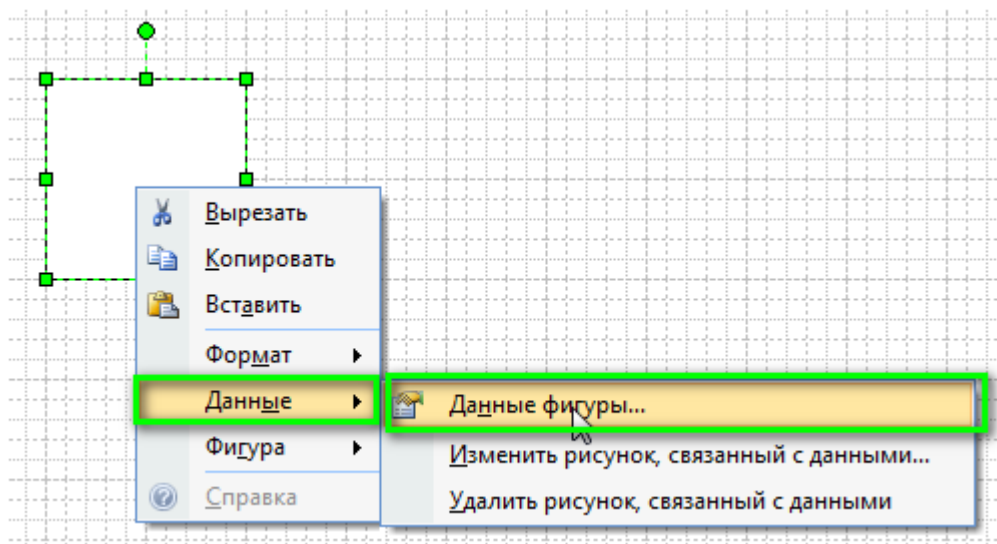 Вырезать
Копировать
Вставить
Формат
Данные
Данные фигуры...
Изменить рисунок, связанный с данными...
Удалить рисунок, связанный с данными
Фигура
Справка